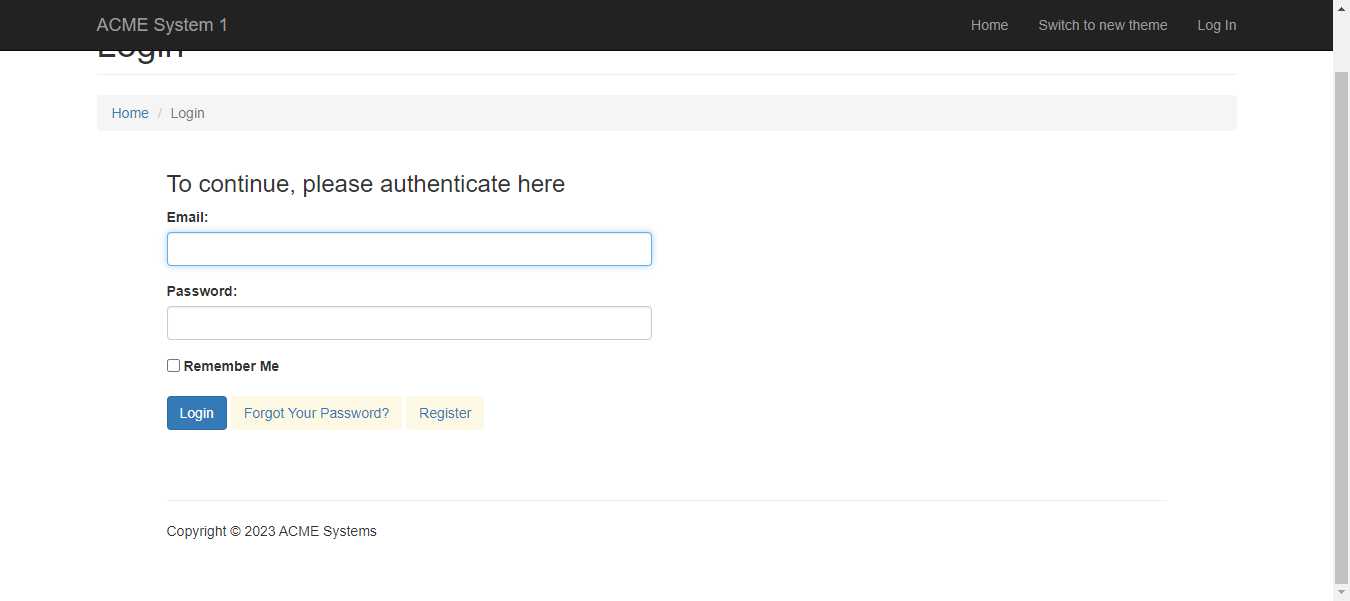 ACME System 1 Home Switch to new theme Log In
Login
Home / Login
To continue, please authenticate here
Email:
Password:
Remember Me
Login Forgot Your Password? Register
Copyright © 2023 ACME Systems